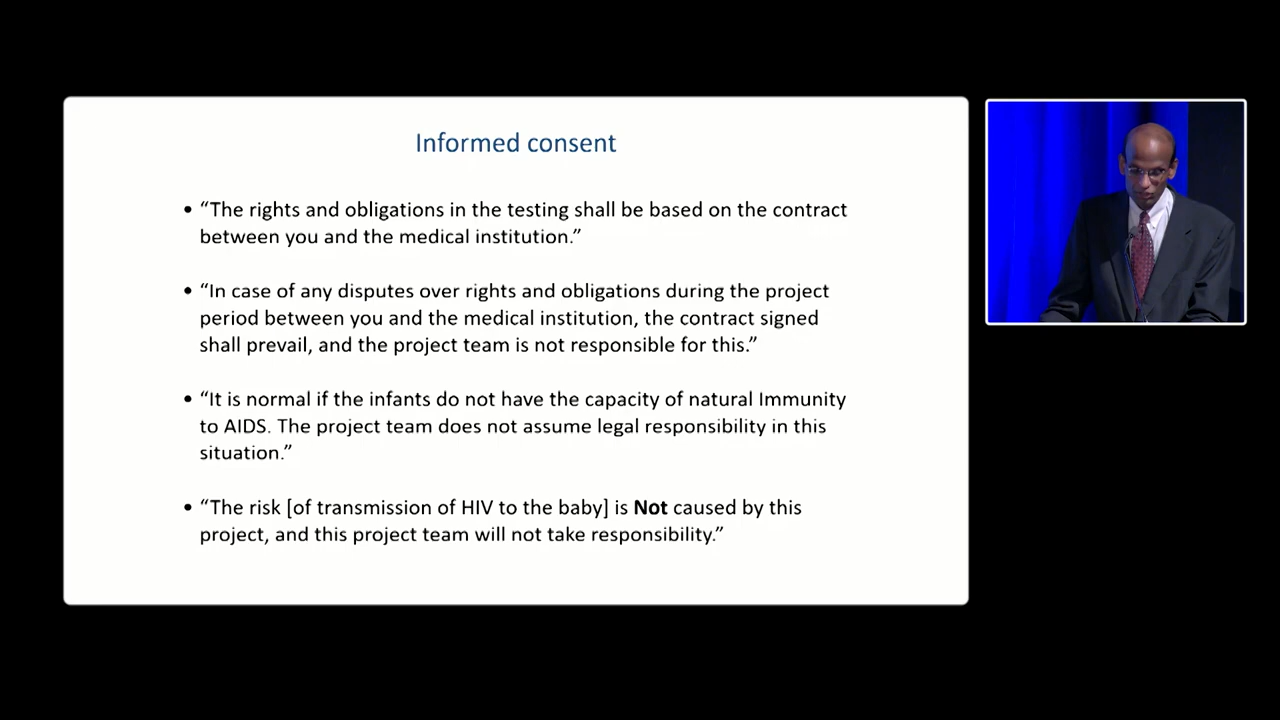 Informed consent
• “The rights and obligations in the testing shall be based on the contract
between you and the medical institution.”
• “In case of any disputes over rights and obligations during the project
period between you and the medical institution, the contract signed
shall prevail, and the project team is not responsible for this.”
• “It is normal if the infants do not have the capacity of natural Immunity
to AIDS. The project team does not assume legal responsibility in this
situation.”
• “The risk [of transmission of HIV to the baby] is Not caused by this
project, and this project team will not take responsibility.”